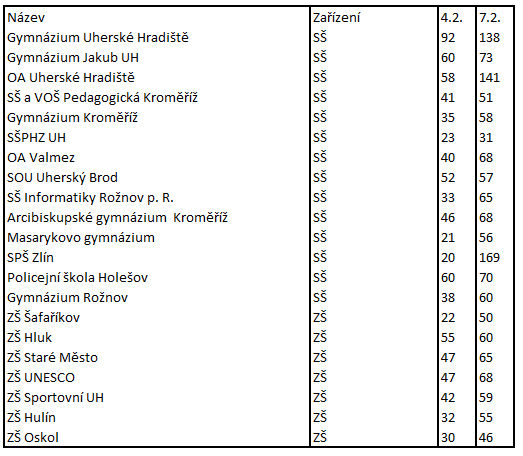 Název Zařízení 4.2. 7.2.
Gymnázium Uherské Hradiště SŠ 92 138
Gymnázium Jakub UH SŠ 60 73
OA Uherské Hradiště SŠ 58 141
SŠ a VOŠ Pedagogická Kroměříž SŠ 41 51
Gymnázium Kroměříž SŠ 35 58
SŠPHZ UH SŠ 23 31
OA Valmez SŠ 40 68
SOU Uherský Brod SŠ 52 57
SŠ Informatiky Rožnov p. R. SŠ 33 65
Arcibiskupské gymnázium Kroměříž SŠ 46 68
Masarykovo gymnázium SŠ 21 56
SPŠ Zlín SŠ 20 169
Policejní škola Holešov SŠ 60 70
Gymnázium Rožnov SŠ 38 60
ZŠ Šafaříkov ZŠ 22 50
ZŠ Hluk ZŠ 55 60
ZŠ Staré Město ZŠ 47 65
ZŠ UNESCO ZŠ 47 68
ZŠ Sportovní UH ZŠ 42 59
ZŠ Hulín ZŠ 32 55
ZŠ Oskol ZŠ 30 46